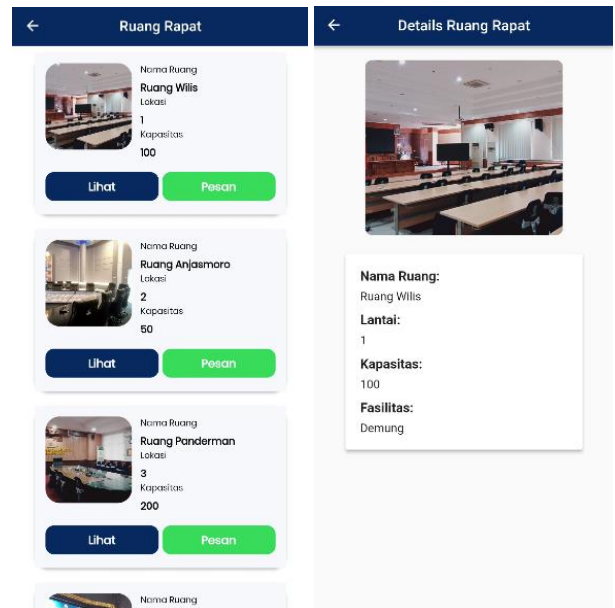 Ruang Rapat
Nama Ruang
Ruang Wilis
Lokasi
1
Kapasitas
100
Lihat
Pesan
Nama Ruang
Ruang Anjasmoro
Lokasi
2
Kapasitas
50
Lihat
Pesan
Nama Ruang
Ruang Panderman
Lokasi
3
Kapasitas
200
Lihat
Pesan
Nama Ruang
Details Ruang Rapat
Nama Ruang:
Ruang Wilis
Lantai:
1
Kapasitas:
100
Fasilitas:
Demung